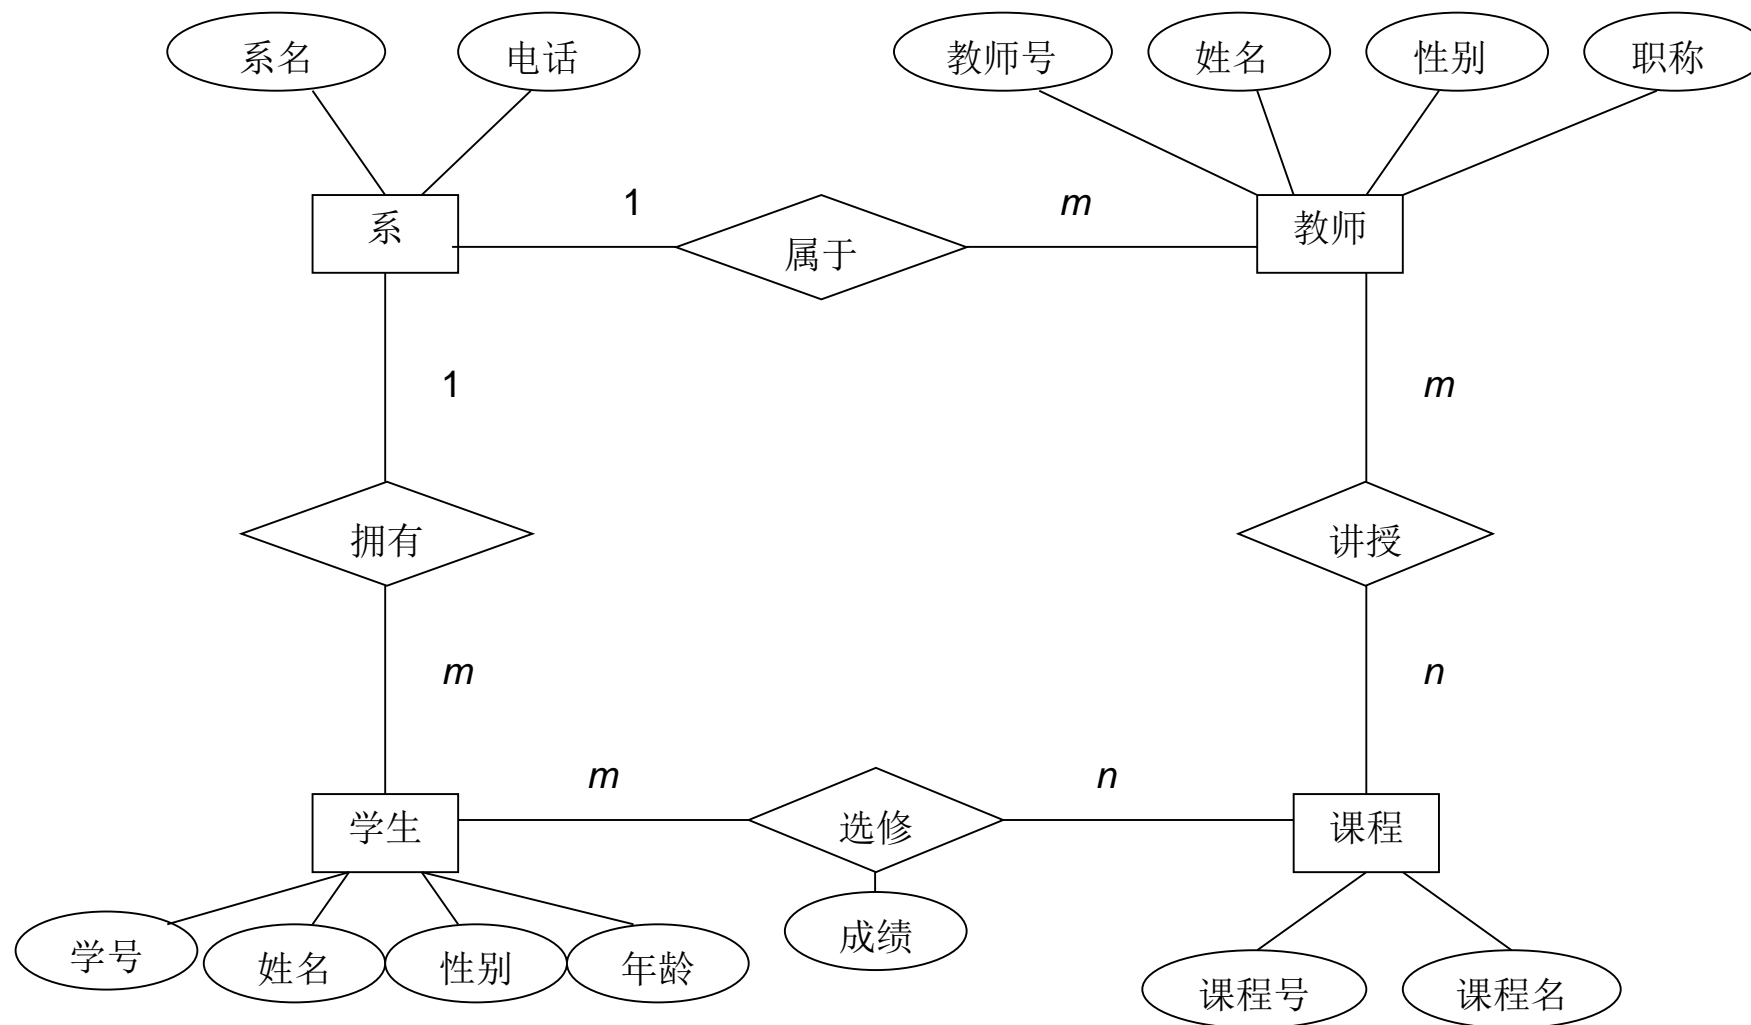 系名
电话
教师号
姓名
性别
职称
系
1
属于
m
教师
1
m
拥有
讲授
m
n
学生
m
选修
n
课程
成绩
学号
姓名
性别
年龄
课程号
课程名